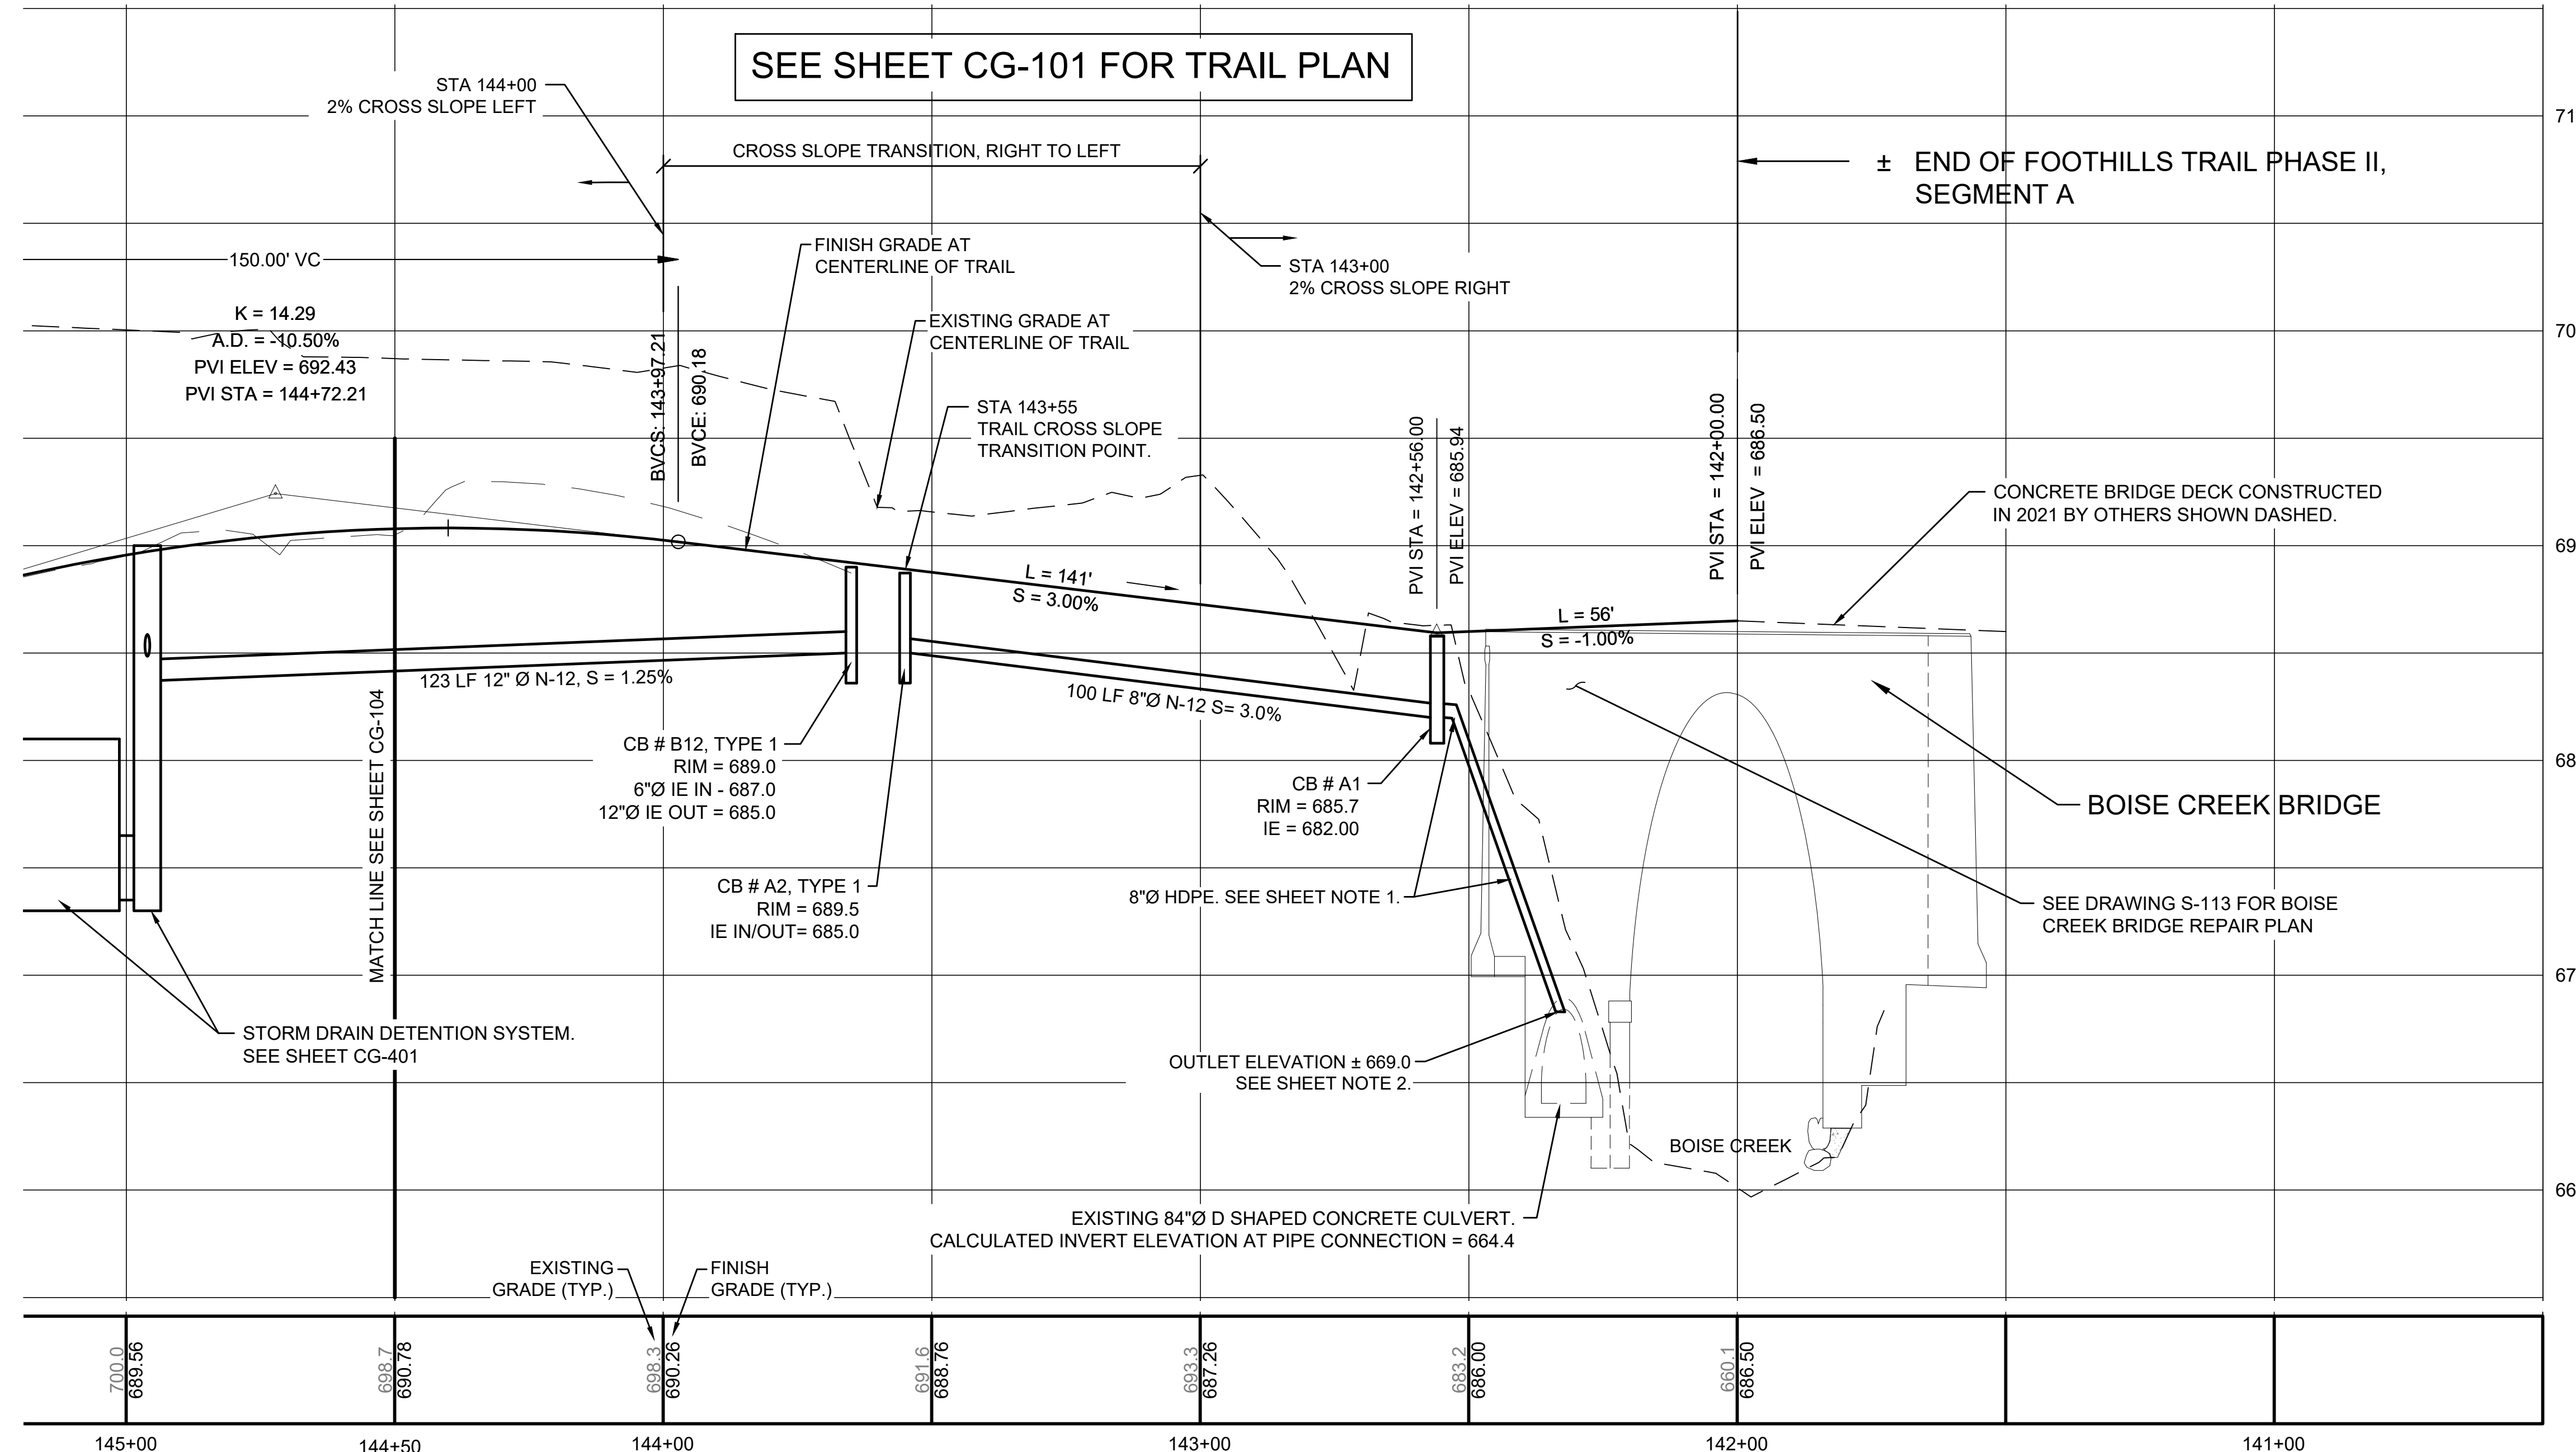 SEE SHEET CG-101 FOR TRAIL PLAN
STA 144+00
2% CROSS SLOPE LEFT
CROSS SLOPE TRANSITION, RIGHT TO LEFT
± END OF FOOTHILLS TRAIL PHASE II,
SEGMENT A
71
150.00' VC
FINISH GRADE AT
CENTERLINE OF TRAIL
STA 143+00
2% CROSS SLOPE RIGHT
K = 14.29
A.D. = -10.50%
PVI ELEV = 692.43
PVI STA = 144+72.21
EXISTING GRADE AT
CENTERLINE OF TRAIL
70
BVCS: 143+97.21
BVCE: 690.18
STA 143+55
TRAIL CROSS SLOPE
TRANSITION POINT.
PVI STA = 142+56.00
PVI ELEV = 685.94
PVI STA = 142+00.00
PVI ELEV = 686.50
CONCRETE BRIDGE DECK CONSTRUCTED
IN 2021 BY OTHERS SHOWN DASHED.
69
L = 141'
S = 3.00%
L = 56'
S = -1.00%
123 LF 12" Ø N-12, S = 1.25%
100 LF 8"Ø N-12 S= 3.0%
MATCH LINE SEE SHEET CG-104
CB # B12, TYPE 1
RIM = 689.0
6"Ø IE IN - 687.0
12"Ø IE OUT = 685.0
68
CB # A1
RIM = 685.7
IE = 682.00
BOISE CREEK BRIDGE
CB # A2, TYPE 1
RIM = 689.5
IE IN/OUT= 685.0
8"Ø HDPE. SEE SHEET NOTE 1.
SEE DRAWING S-113 FOR BOISE
CREEK BRIDGE REPAIR PLAN
67
STORM DRAIN DETENTION SYSTEM.
SEE SHEET CG-401
OUTLET ELEVATION ± 669.0
SEE SHEET NOTE 2.
BOISE CREEK
66
EXISTING 84"Ø D SHAPED CONCRETE CULVERT.
CALCULATED INVERT ELEVATION AT PIPE CONNECTION = 664.4
EXISTING
GRADE (TYP.)
FINISH
GRADE (TYP.)
700.0
689.56
698.7
690.78
698.3
690.26
691.6
688.76
693.3
687.26
683.2
686.00
660.1
686.50
145+00
144+50
144+00
143+00
142+00
141+00